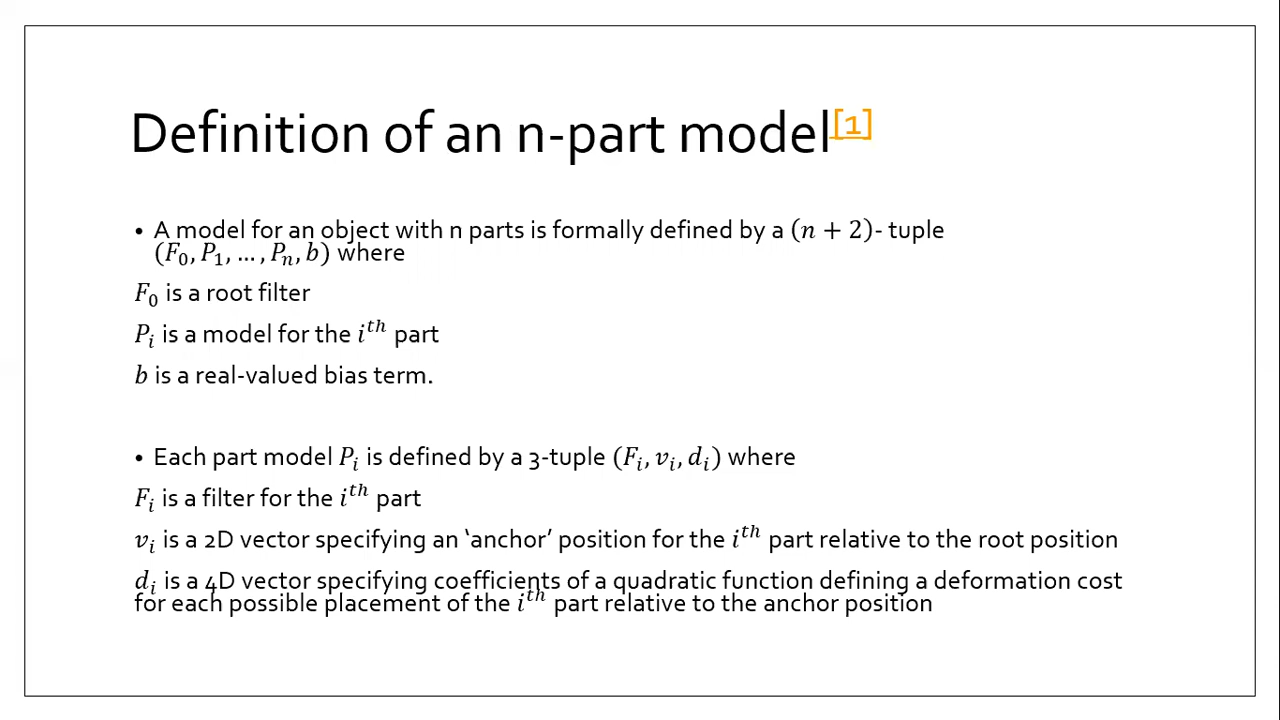 Definition of an n-part model[1]
• A model for an object with n parts is formally defined by a (n + 2)- tuple
(F₀, P₁, … , Pₙ, b) where
F₀ is a root filter
Pᵢ is a model for the iᵗʰ part
b is a real-valued bias term.
• Each part model Pᵢ is defined by a 3-tuple (Fᵢ, vᵢ, dᵢ) where
Fᵢ is a filter for the iᵗʰ part
vᵢ is a 2D vector specifying an ‘anchor’ position for the iᵗʰ part relative to the root position
dᵢ is a 4D vector specifying coefficients of a quadratic function defining a deformation cost
for each possible placement of the iᵗʰ part relative to the anchor position